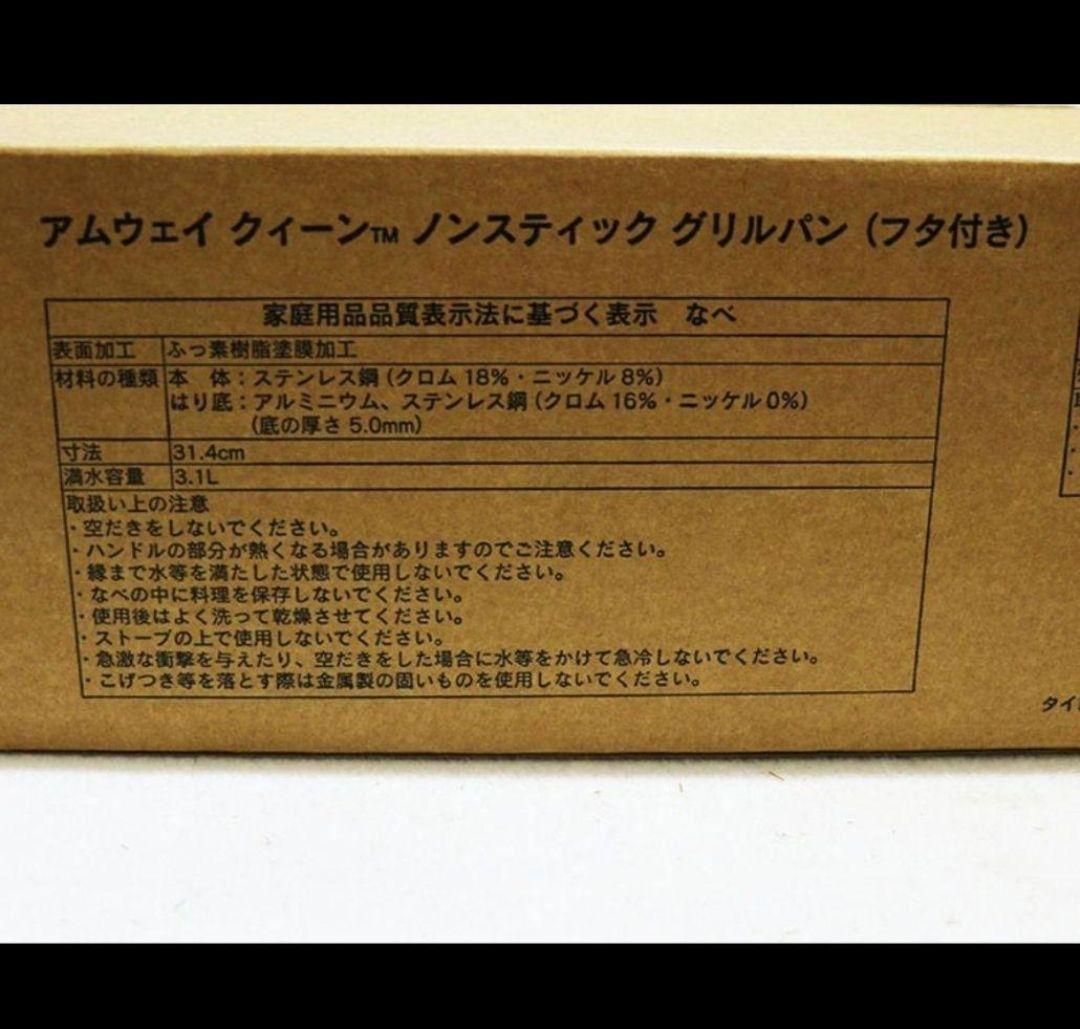 アムウェイ クィーン™ ノンスティック グリルパン（フタ付き）
家庭用品品質表示法に基づく表示　なべ
表面加工　ふっ素樹脂塗膜加工
材料の種類　本　体：ステンレス鋼（クロム18%・ニッケル8%）
はり底：アルミニウム、ステンレス鋼（クロム16%・ニッケル0%）
（底の厚さ 5.0mm）
寸法　31.4cm
満水容量　3.1L
取扱い上の注意
・空だきをしないでください。
・ハンドルの部分が熱くなる場合がありますのでご注意ください。
・縁まで水等を満たした状態で使用しないでください。
・なべの中に料理を保存しないでください。
・使用後はよく洗って乾燥させてください。
・ストーブの上で使用しないでください。
・急激な衝撃を与えたり、空だきをした場合に水等をかけて急冷しないでください。
・こげつき等を落とす際は金属製の固いものを使用しないでください。
タイ